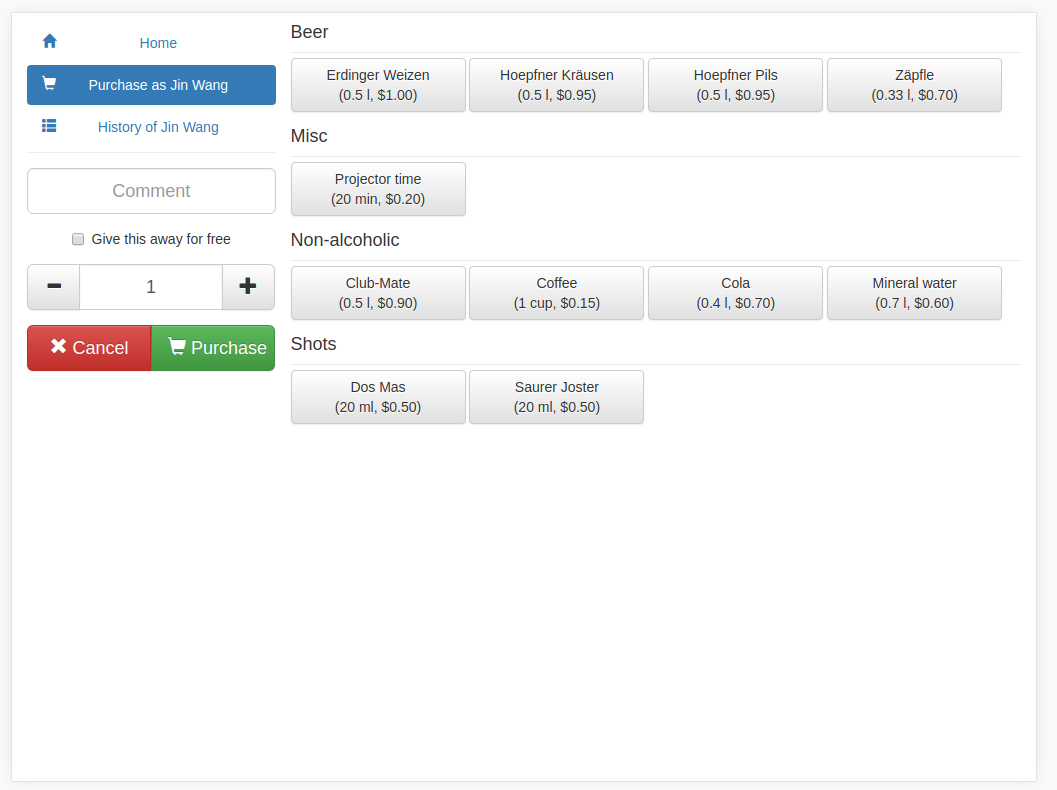 Home
Purchase as Jin Wang
History of Jin Wang
Comment
Give this away for free
1
Cancel
Purchase
Beer
Erdinger Weizen
(0.5 l, $1.00)
Hoepfner Kräusen
(0.5 l, $0.95)
Hoepfner Pils
(0.5 l, $0.95)
Zäpfle
(0.33 l, $0.70)
Misc
Projector time
(20 min, $0.20)
Non-alcoholic
Club-Mate
(0.5 l, $0.90)
Coffee
(1 cup, $0.15)
Cola
(0.4 l, $0.70)
Mineral water
(0.7 l, $0.60)
Shots
Dos Mas
(20 ml, $0.50)
Saurer Joster
(20 ml, $0.50)